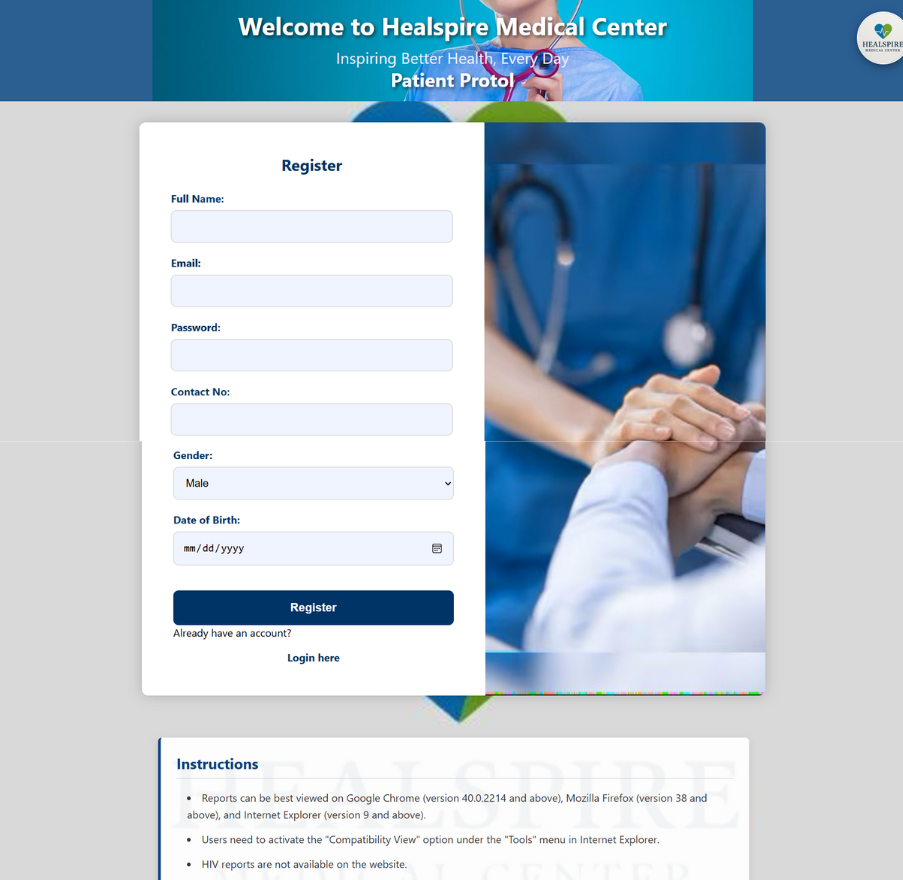 Welcome to Healspire Medical Center
Inspiring Better Health, Every Day
Patient Protol
HEALSPIRE
MEDICAL CENTER
Register
Full Name:
Email:
Password:
Contact No:
Gender:
Male
Date of Birth:
mm/dd/yyyy
Register
Already have an account?
Login here
Instructions
• Reports can be best viewed on Google Chrome (version 40.0.2214 and above), Mozilla Firefox (version 38 and
above), and Internet Explorer (version 9 and above).
• Users need to activate the "Compatibility View" option under the "Tools" menu in Internet Explorer.
• HIV reports are not available on the website.
HEALSPIRE
MEDICAL CENTER